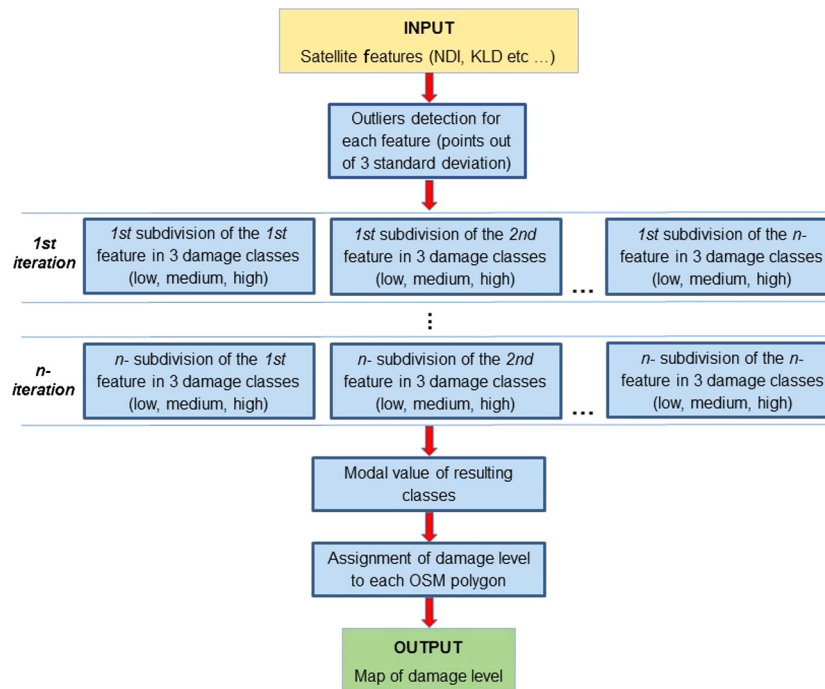 INPUT
Satellite features (NDI, KLD etc ...)
Outliers detection for
each feature (points out
of 3 standard deviation)
1st
iteration
1st subdivision of the 1st
feature in 3 damage classes
(low, medium, high)
1st subdivision of the 2nd
feature in 3 damage classes
(low, medium, high)
...
1st subdivision of the n-
feature in 3 damage classes
(low, medium, high)
⋮
n-
iteration
n- subdivision of the 1st
feature in 3 damage classes
(low, medium, high)
n- subdivision of the 2nd
feature in 3 damage classes
(low, medium, high)
...
n- subdivision of the n-
feature in 3 damage classes
(low, medium, high)
Modal value of resulting
classes
Assignment of damage level
to each OSM polygon
OUTPUT
Map of damage level